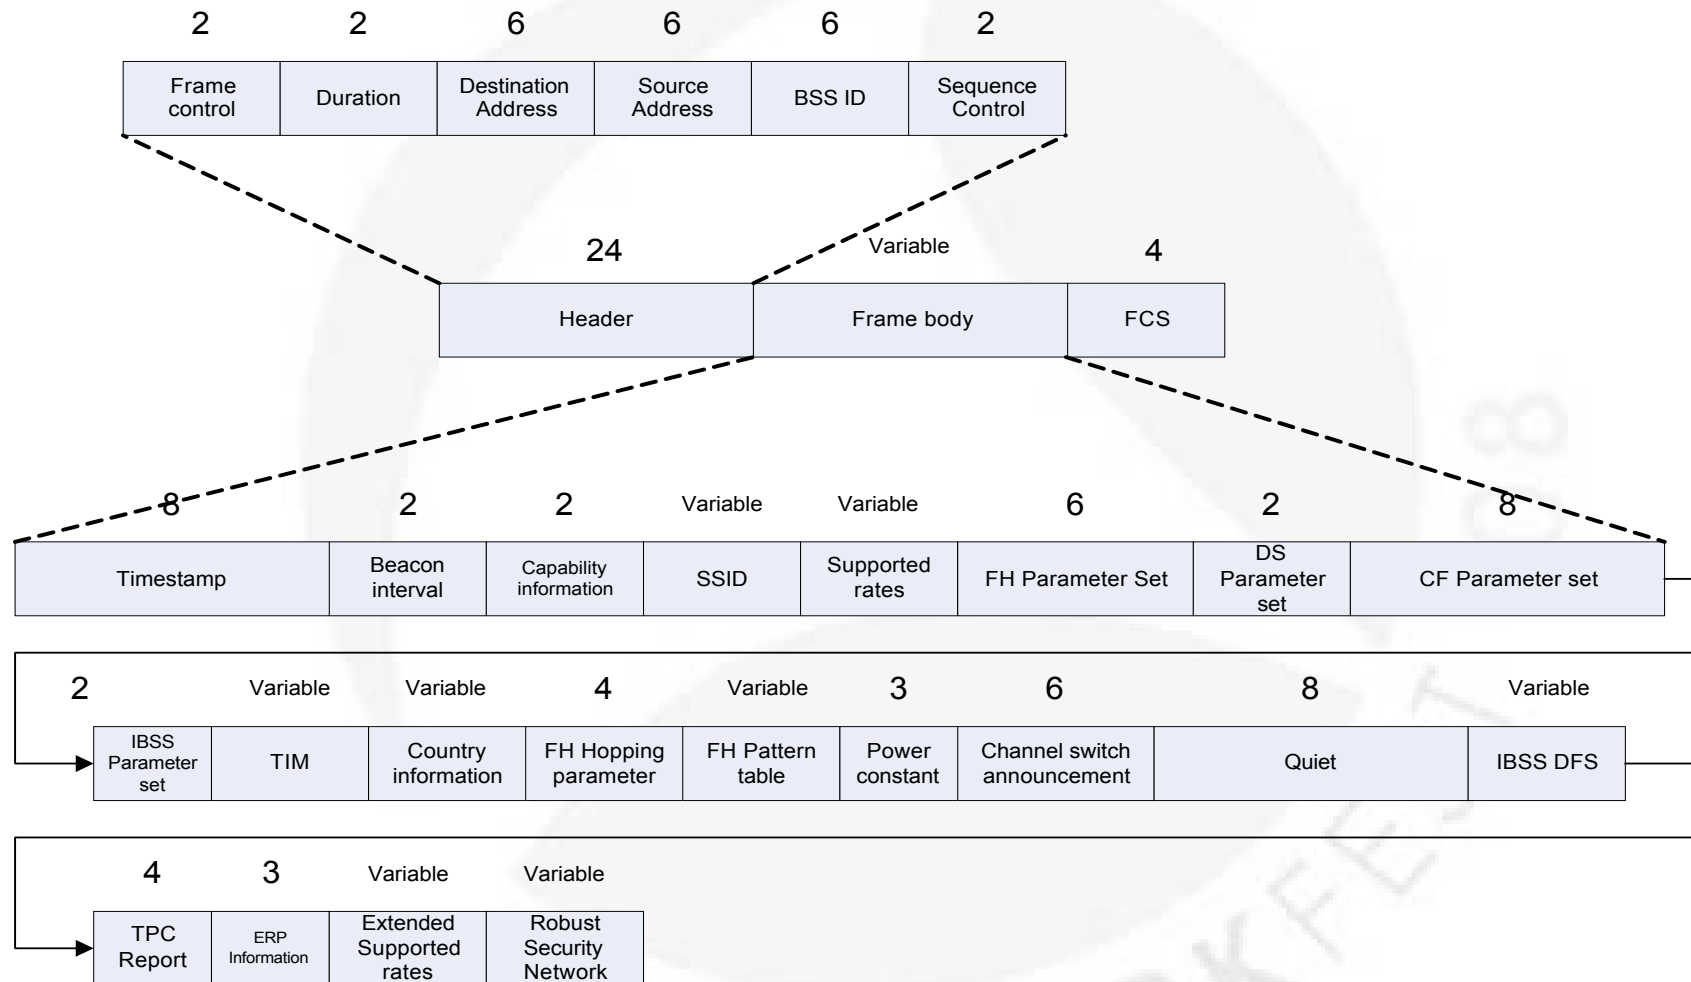 2 2 6 6 6 2
Frame control Duration Destination Address Source Address BSS ID Sequence Control
24 Variable 4
Header Frame body FCS
8 2 2 Variable Variable 6 2 8
Timestamp Beacon interval Capability information SSID Supported rates FH Parameter Set DS Parameter set CF Parameter set
2 Variable Variable 4 Variable 3 6 8 Variable
IBSS Parameter set TIM Country information FH Hopping parameter FH Pattern table Power constant Channel switch announcement Quiet IBSS DFS
4 3 Variable Variable
TPC Report ERP Information Extended Supported rates Robust Security Network